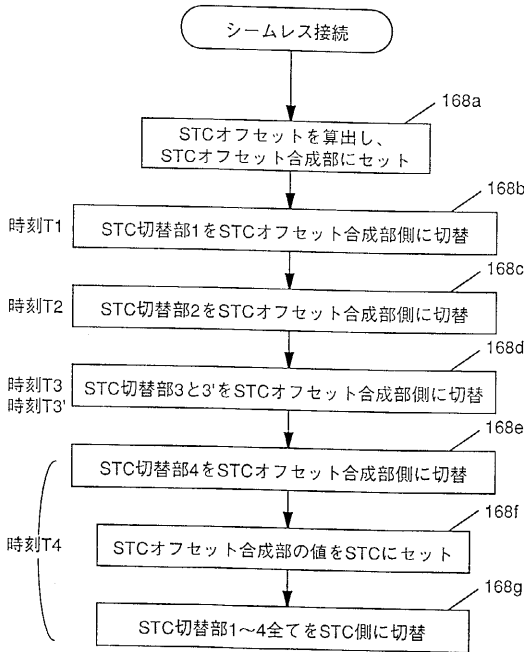 シームレス接続
168a
STCオフセットを算出し、
STCオフセット合成部にセット
168b
時刻T1
STC切替部1をSTCオフセット合成部側に切替
168c
時刻T2
STC切替部2をSTCオフセット合成部側に切替
168d
時刻T3
時刻T3'
STC切替部3と3'をSTCオフセット合成部側に切替
168e
STC切替部4をSTCオフセット合成部側に切替
168f
時刻T4
STCオフセット合成部の値をSTCにセット
168g
STC切替部1~4全てをSTC側に切替